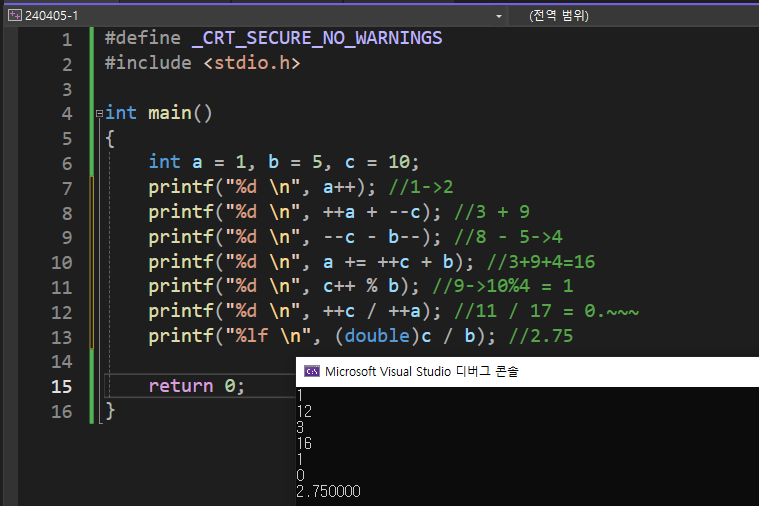 240405-1 (전역 범위)
1 #define _CRT_SECURE_NO_WARNINGS
2 #include <stdio.h>
3
4 int main()
5 {
6 int a = 1, b = 5, c = 10;
7 printf("%d \n", a++); //1->2
8 printf("%d \n", ++a + --c); //3 + 9
9 printf("%d \n", --c - b--); //8 - 5->4
10 printf("%d \n", a += ++c + b); //3+9+4=16
11 printf("%d \n", c++ % b); //9->10%4 = 1
12 printf("%d \n", ++c / ++a); //11 / 17 = 0.~~~
13 printf("%lf \n", (double)c / b); //2.75
14
15 return 0;
16 }
Microsoft Visual Studio 디버그 콘솔
1
12
3
16
1
0
2.750000